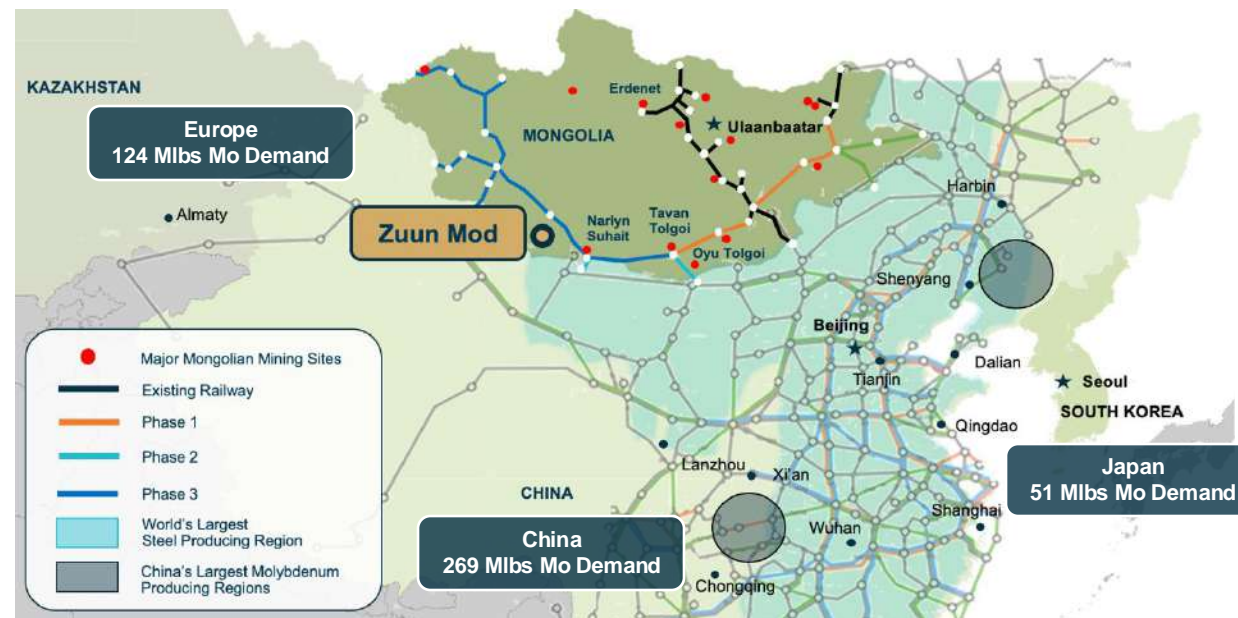 KAZAKHSTAN
Europe
124 Mlbs Mo Demand
Almaty
MONGOLIA
Erdenet
Ulaanbaatar
Zuun Mod
Nariyn
Suhait
Tavan
Tolgoi
Oyu Tolgoi
Harbin
Shenyang
Beijing
Tianjin
Dalian
Seoul
SOUTH KOREA
Qingdao
Lanzhou
Xi'an
CHINA
Japan
51 Mlbs Mo Demand
Shanghai
Wuhan
China
269 Mlbs Mo Demand
Chongqing
Major Mongolian Mining Sites
Existing Railway
Phase 1
Phase 2
Phase 3
World's Largest
Steel Producing Region
China's Largest Molybdenum
Producing Regions